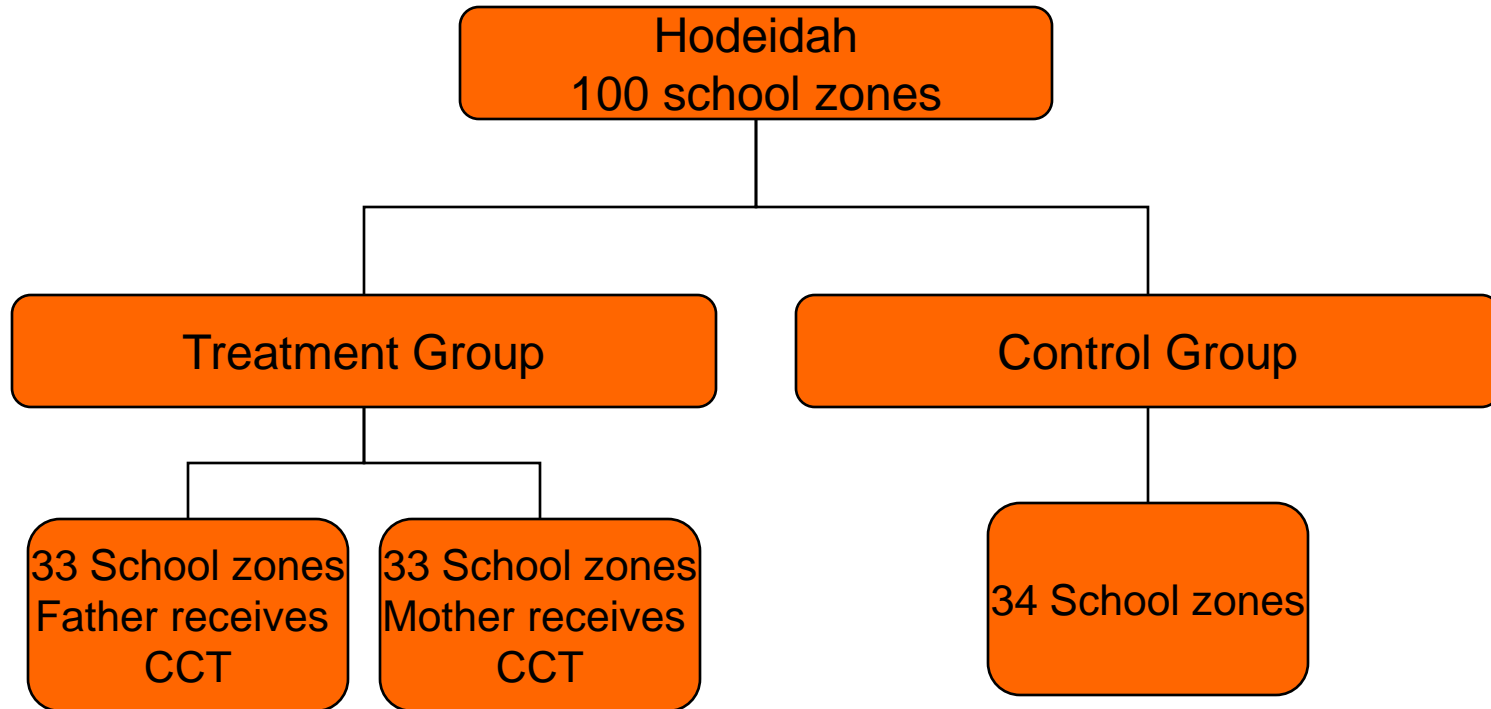 Hodeidah
100 school zones
Treatment Group
Control Group
33 School zones
Father receives
CCT
33 School zones
Mother receives
CCT
34 School zones